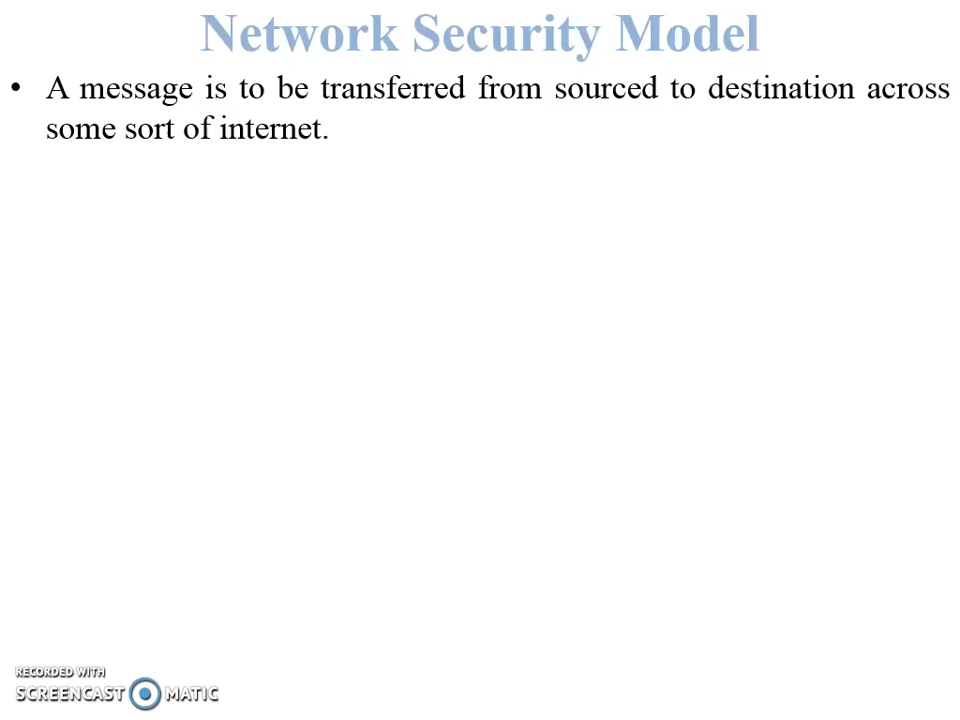 Network Security Model
• A message is to be transferred from sourced to destination across
some sort of internet.
RECORDED WITH
SCREENCAST MATIC